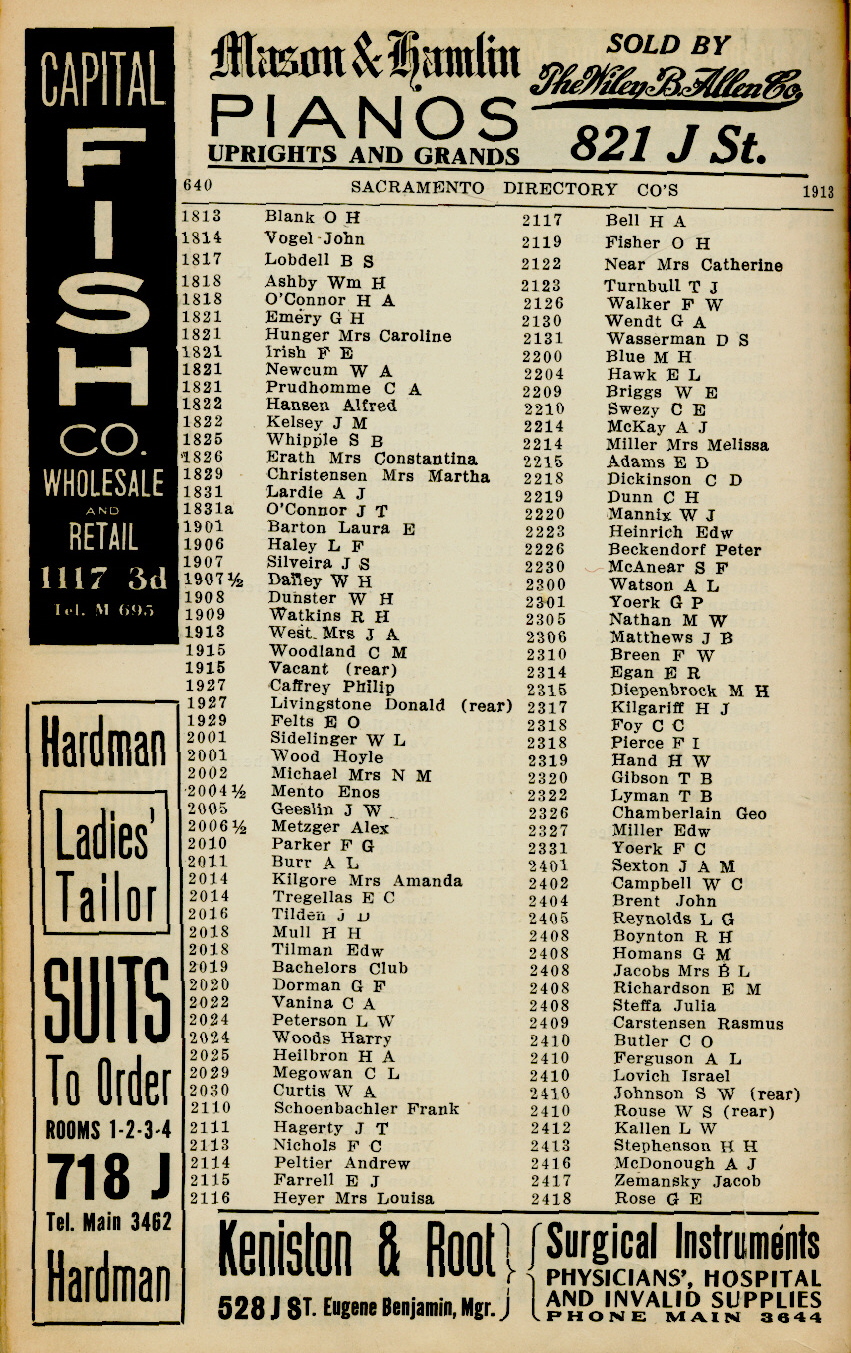 CAPITAL
FISH
CO.
WHOLESALE
AND
RETAIL
1117 3d
Tel. M 695
Mason & Hamlin
PIANOS
UPRIGHTS AND GRANDS
SOLD BY
The Wiley B. Allen Co.
821 J St.
640 SACRAMENTO DIRECTORY CO'S 1913
1813 Blank O H
1814 Vogel John
1817 Lobdell B S
1818 Ashby Wm H
1818 O'Connor H A
1821 Emery G H
1821 Hunger Mrs Caroline
1821 Irish F E
1821 Newcum W A
1821 Prudhomme C A
1822 Hansen Alfred
1822 Kelsey J M
1825 Whipple S B
1826 Erath Mrs Constantina
1829 Christensen Mrs Martha
1831 Lardie A J
1831a O'Connor J T
1901 Barton Laura E
1906 Haley L F
1907 Silveira J S
1907½ Dailey W H
1908 Dunster W H
1909 Watkins R H
1913 West Mrs J A
1915 Woodland C M
1915 Vacant (rear)
1927 Caffrey Philip
1927 Livingstone Donald (rear)
1929 Felts E O
2001 Sidelinger W L
2001 Wood Hoyle
2002 Michael Mrs N M
2004½ Mento Enos
2005 Geeslin J W
2006½ Metzger Alex
2010 Parker F G
2011 Burr A L
2014 Kilgore Mrs Amanda
2014 Tregellas E C
2016 Tilden J D
2018 Mull H H
2018 Tilman Edw
2019 Bachelors Club
2020 Dorman G F
2022 Vanina C A
2024 Peterson L W
2024 Woods Harry
2025 Heilbron H A
2029 Megowan C L
2030 Curtis W A
2110 Schoenbachler Frank
2111 Hagerty J T
2113 Nichols F C
2114 Peltier Andrew
2115 Farrell E J
2116 Heyer Mrs Louisa
2117 Bell H A
2119 Fisher O H
2122 Near Mrs Catherine
2123 Turnbull T J
2126 Walker F W
2130 Wendt G A
2131 Wasserman D S
2200 Blue M H
2204 Hawk E L
2209 Briggs W E
2210 Swezy C E
2214 McKay A J
2214 Miller Mrs Melissa
2215 Adams E D
2218 Dickinson C D
2219 Dunn C H
2220 Mannix W J
2223 Heinrich Edw
2226 Beckendorf Peter
2230 McAnear S F
2300 Watson A L
2301 Yoerk G P
2305 Nathan M W
2306 Matthews J B
2310 Breen F W
2314 Egan E R
2315 Diepenbrock M H
2317 Kilgariff H J
2318 Foy C C
2318 Pierce F I
2319 Hand H W
2320 Gibson T B
2322 Lyman T B
2326 Chamberlain Geo
2327 Miller Edw
2331 Yoerk F C
2401 Sexton J A M
2402 Campbell W C
2404 Brent John
2405 Reynolds L G
2408 Boynton R H
2408 Homans G M
2408 Jacobs Mrs B L
2408 Richardson E M
2408 Steffa Julia
2409 Carstensen Rasmus
2410 Butler C O
2410 Ferguson A L
2410 Lovich Israel
2410 Johnson S W (rear)
2410 Rouse W S (rear)
2412 Kallen L W
2413 Stephenson H H
2416 McDonough A J
2417 Zemansky Jacob
2418 Rose G E
Hardman
Ladies'
Tailor
SUITS
To Order
ROOMS 1-2-3-4
718 J
Tel. Main 3462
Hardman
Keniston & Root
528 J ST. Eugene Benjamin, Mgr.
Surgical Instruments
PHYSICIANS', HOSPITAL
AND INVALID SUPPLIES
PHONE MAIN 3644